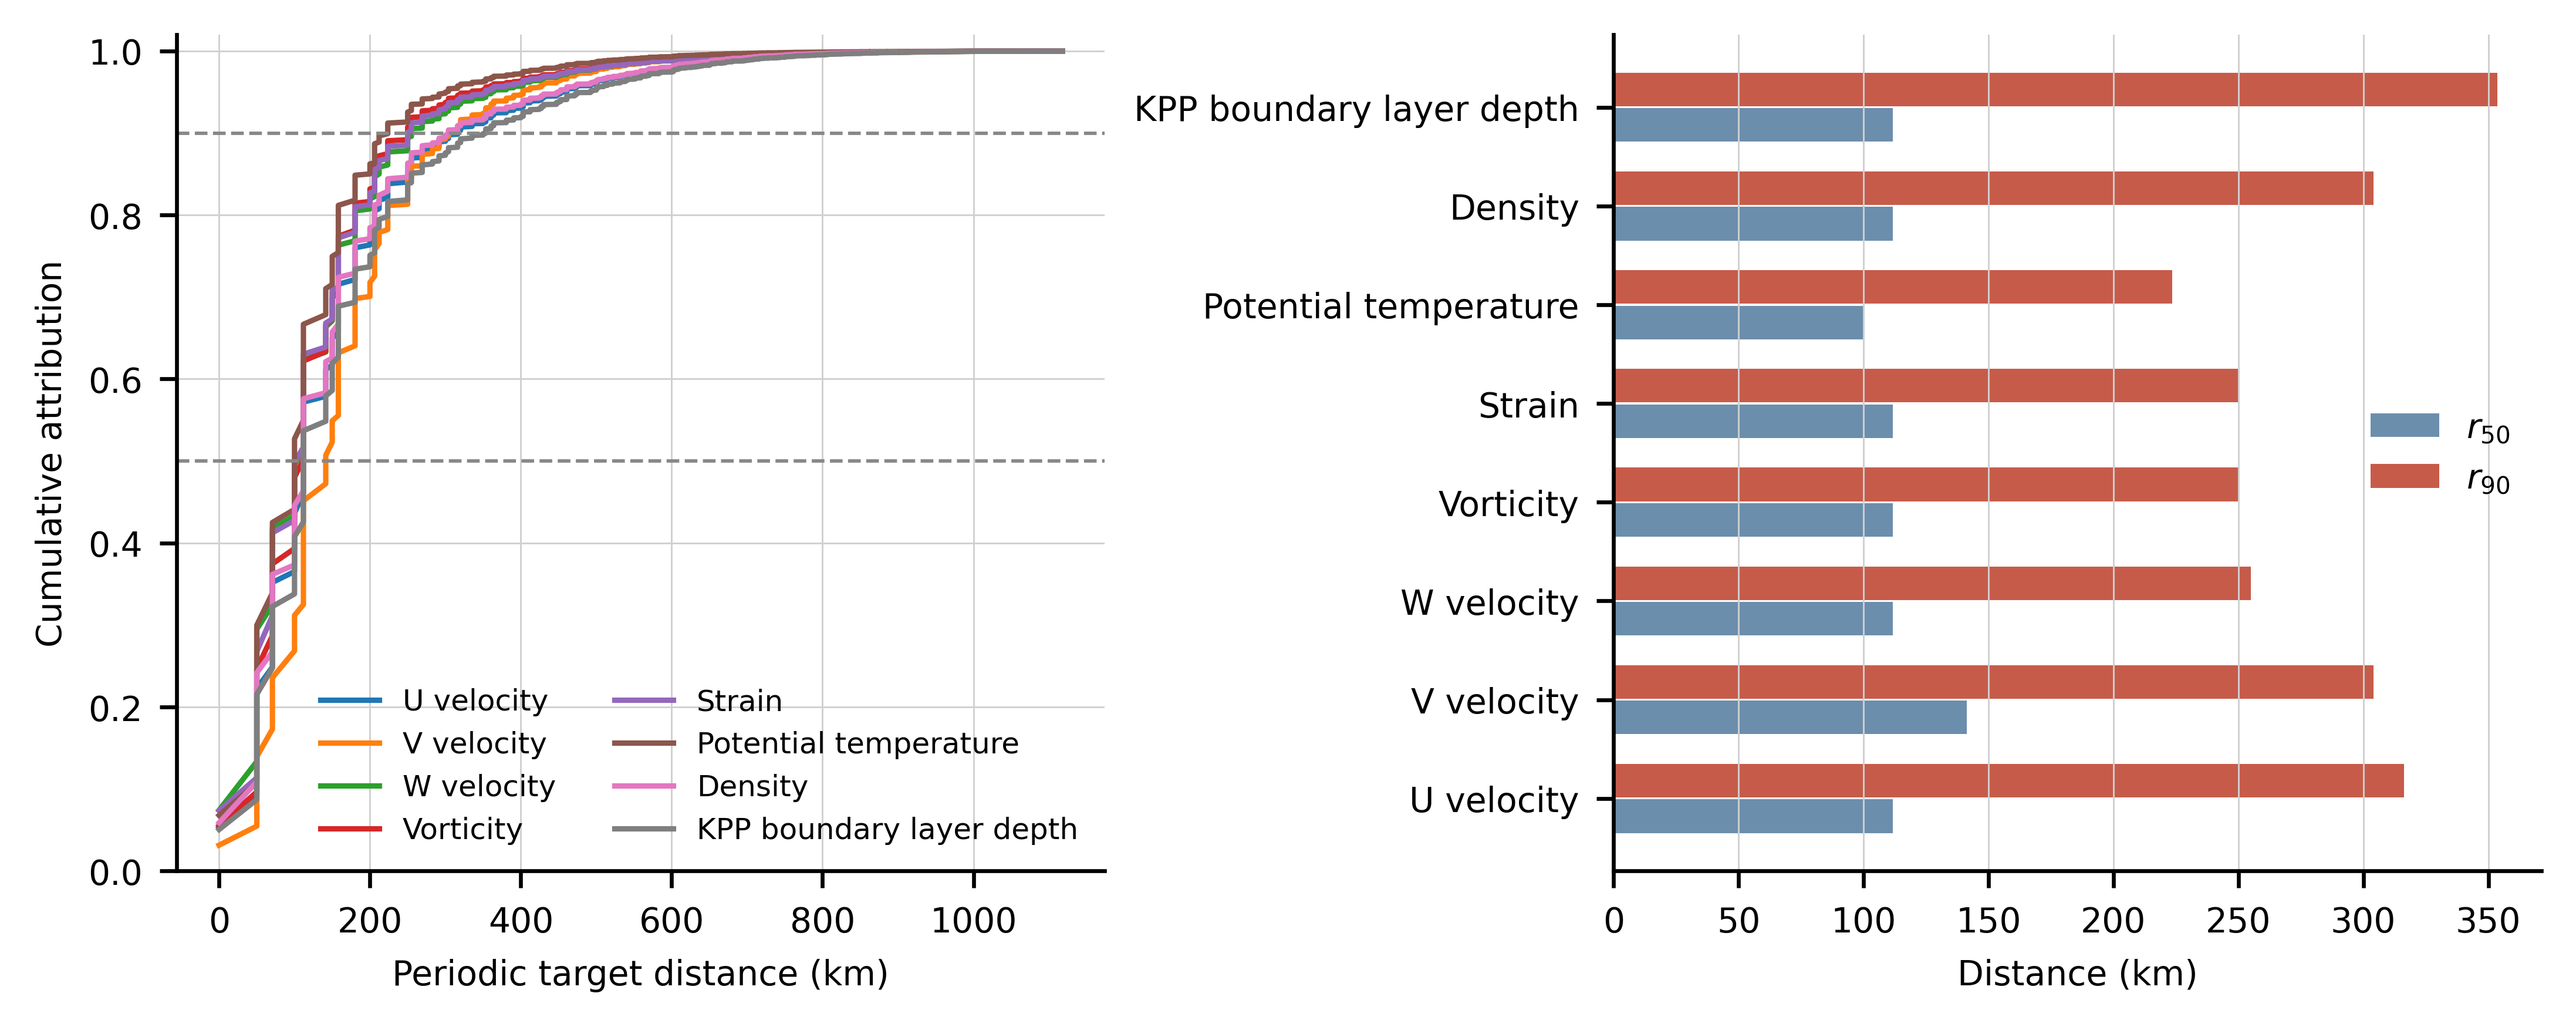 1.0
0.8
0.6
0.4
0.2
0.0
Cumulative attribution
U velocity
V velocity
W velocity
Vorticity
Strain
Potential temperature
Density
KPP boundary layer depth
0 200 400 600 800 1000
Periodic target distance (km)
KPP boundary layer depth
Density
Potential temperature
Strain
Vorticity
W velocity
V velocity
U velocity
r50
r90
0 50 100 150 200 250 300 350
Distance (km)